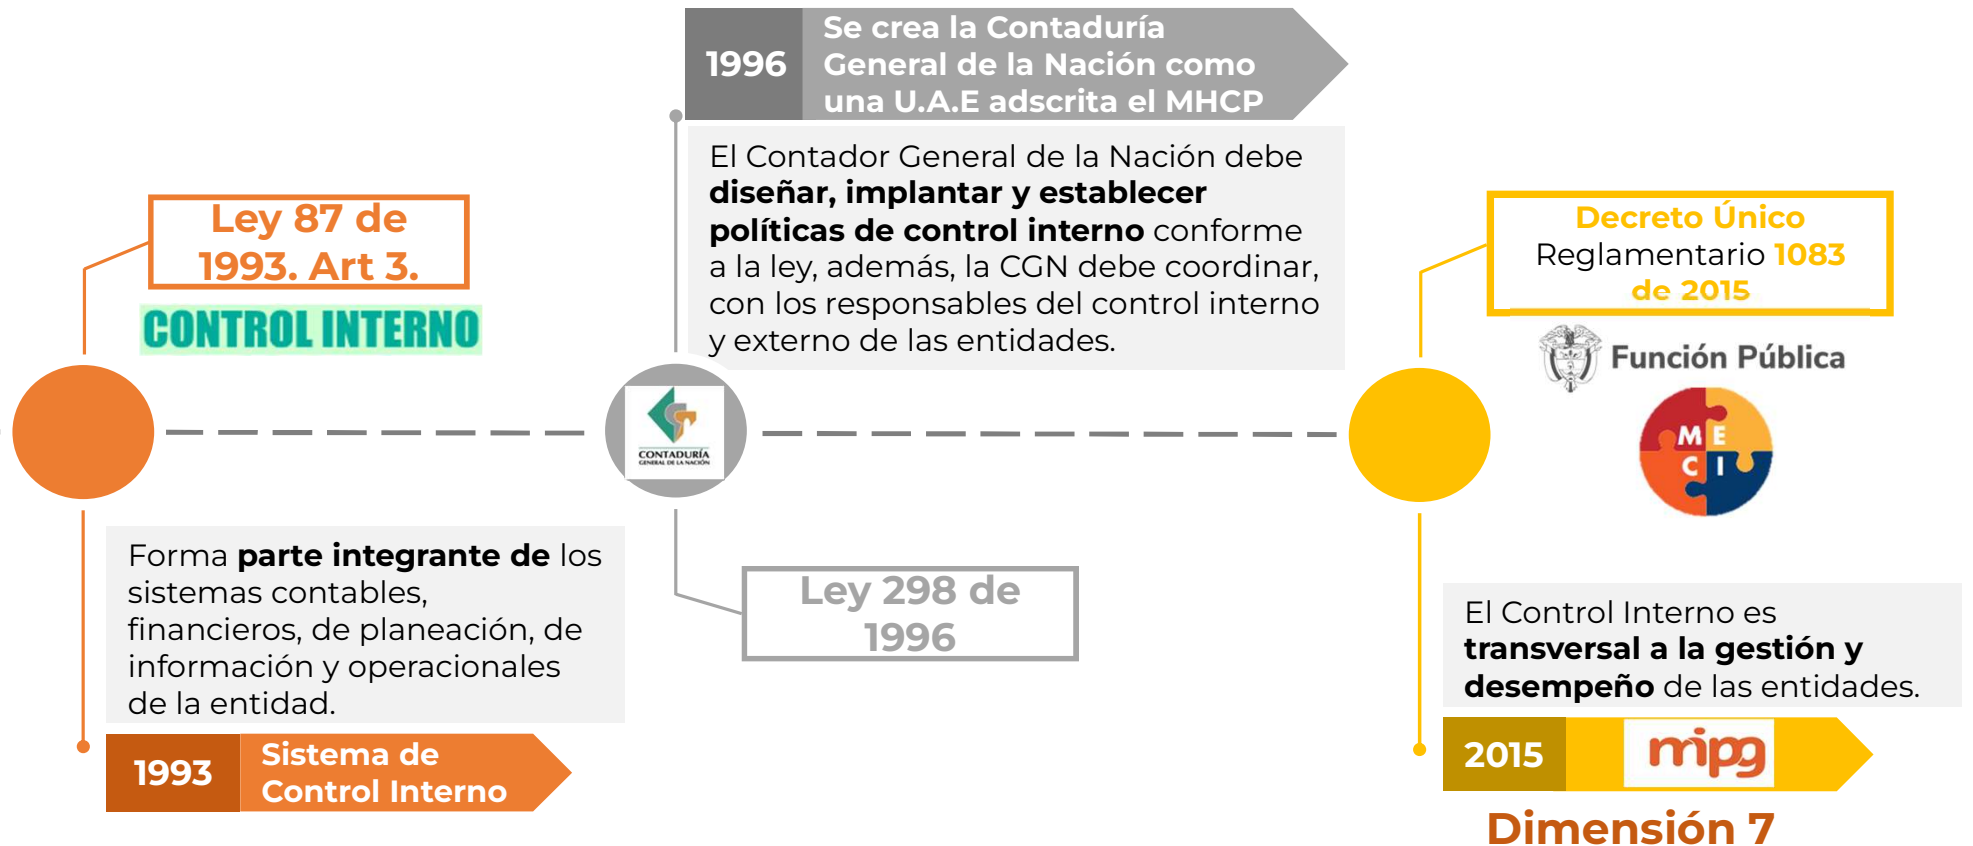 Ley 87 de
1993. Art 3.
CONTROL INTERNO
Forma parte integrante de los
sistemas contables,
financieros, de planeación, de
información y operacionales
de la entidad.
1993
Sistema de
Control Interno
1996
Se crea la Contaduría
General de la Nación como
una U.A.E adscrita el MHCP
El Contador General de la Nación debe
diseñar, implantar y establecer
políticas de control interno conforme
a la ley, además, la CGN debe coordinar,
con los responsables del control interno
y externo de las entidades.
CONTADURÍA
GENERAL DE LA NACIÓN
Ley 298 de
1996
Decreto Único
Reglamentario 1083
de 2015
Función Pública
M E
C I
El Control Interno es
transversal a la gestión y
desempeño de las entidades.
2015
mipg
Dimensión 7